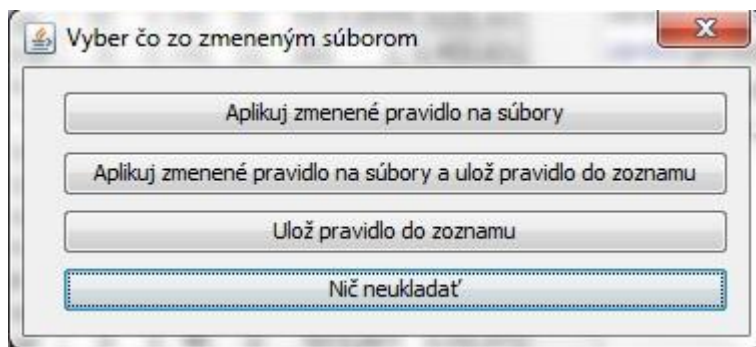 Vyber čo zo zmeneným súborom
Aplikuj zmenené pravidlo na súbory
Aplikuj zmenené pravidlo na súbory a ulož pravidlo do zoznamu
Ulož pravidlo do zoznamu
Nič neukladať